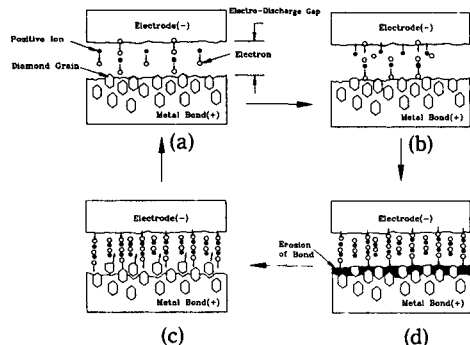 Electrode(-)
Electro-Discharge Gap
Electrode(-)
Positive Ion
Electron
Diamond Grain
Metal Bond(+)
Metal Bond(+)
(a)
(b)
Electrode(-)
Electrode(-)
Erosion
of Bond
Metal Bond(+)
Metal Bond(+)
(c)
(d)